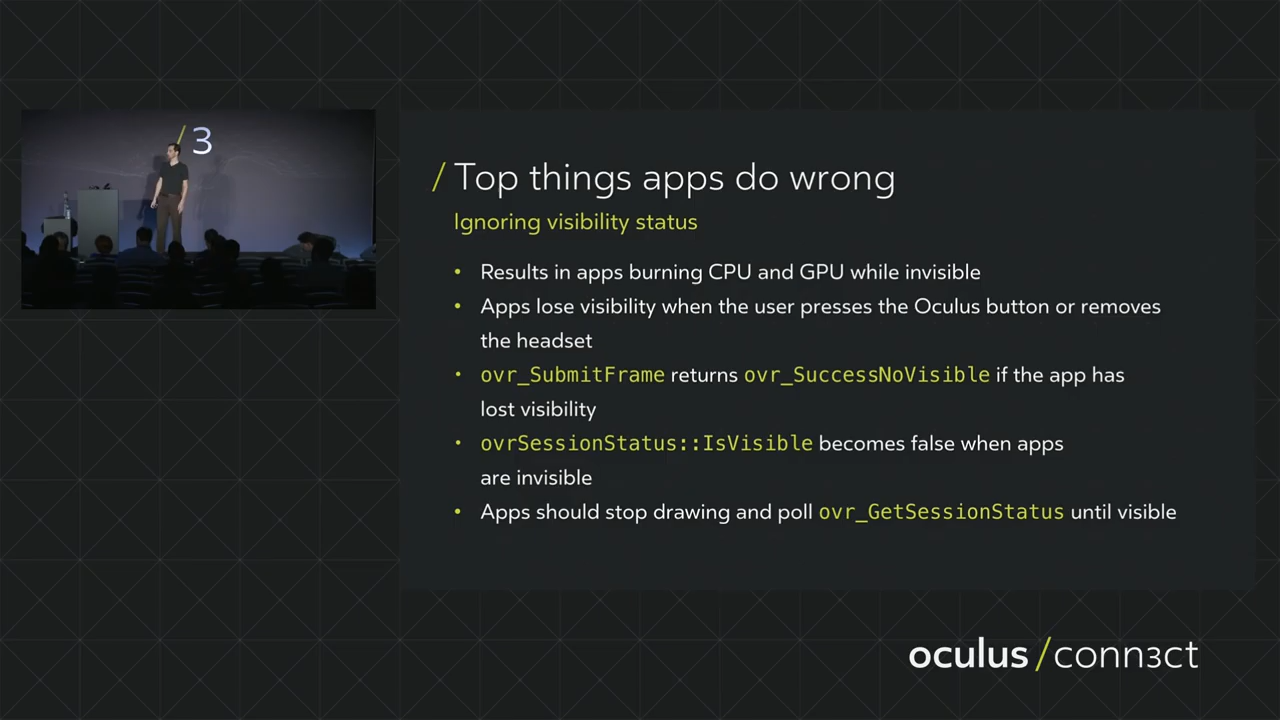 / 3
/ Top things apps do wrong
Ignoring visibility status
• Results in apps burning CPU and GPU while invisible
• Apps lose visibility when the user presses the Oculus button or removes
the headset
• ovr_SubmitFrame returns ovr_SuccessNoVisible if the app has
lost visibility
• ovrSessionStatus::IsVisible becomes false when apps
are invisible
• Apps should stop drawing and poll ovr_GetSessionStatus until visible
oculus /conn3ct